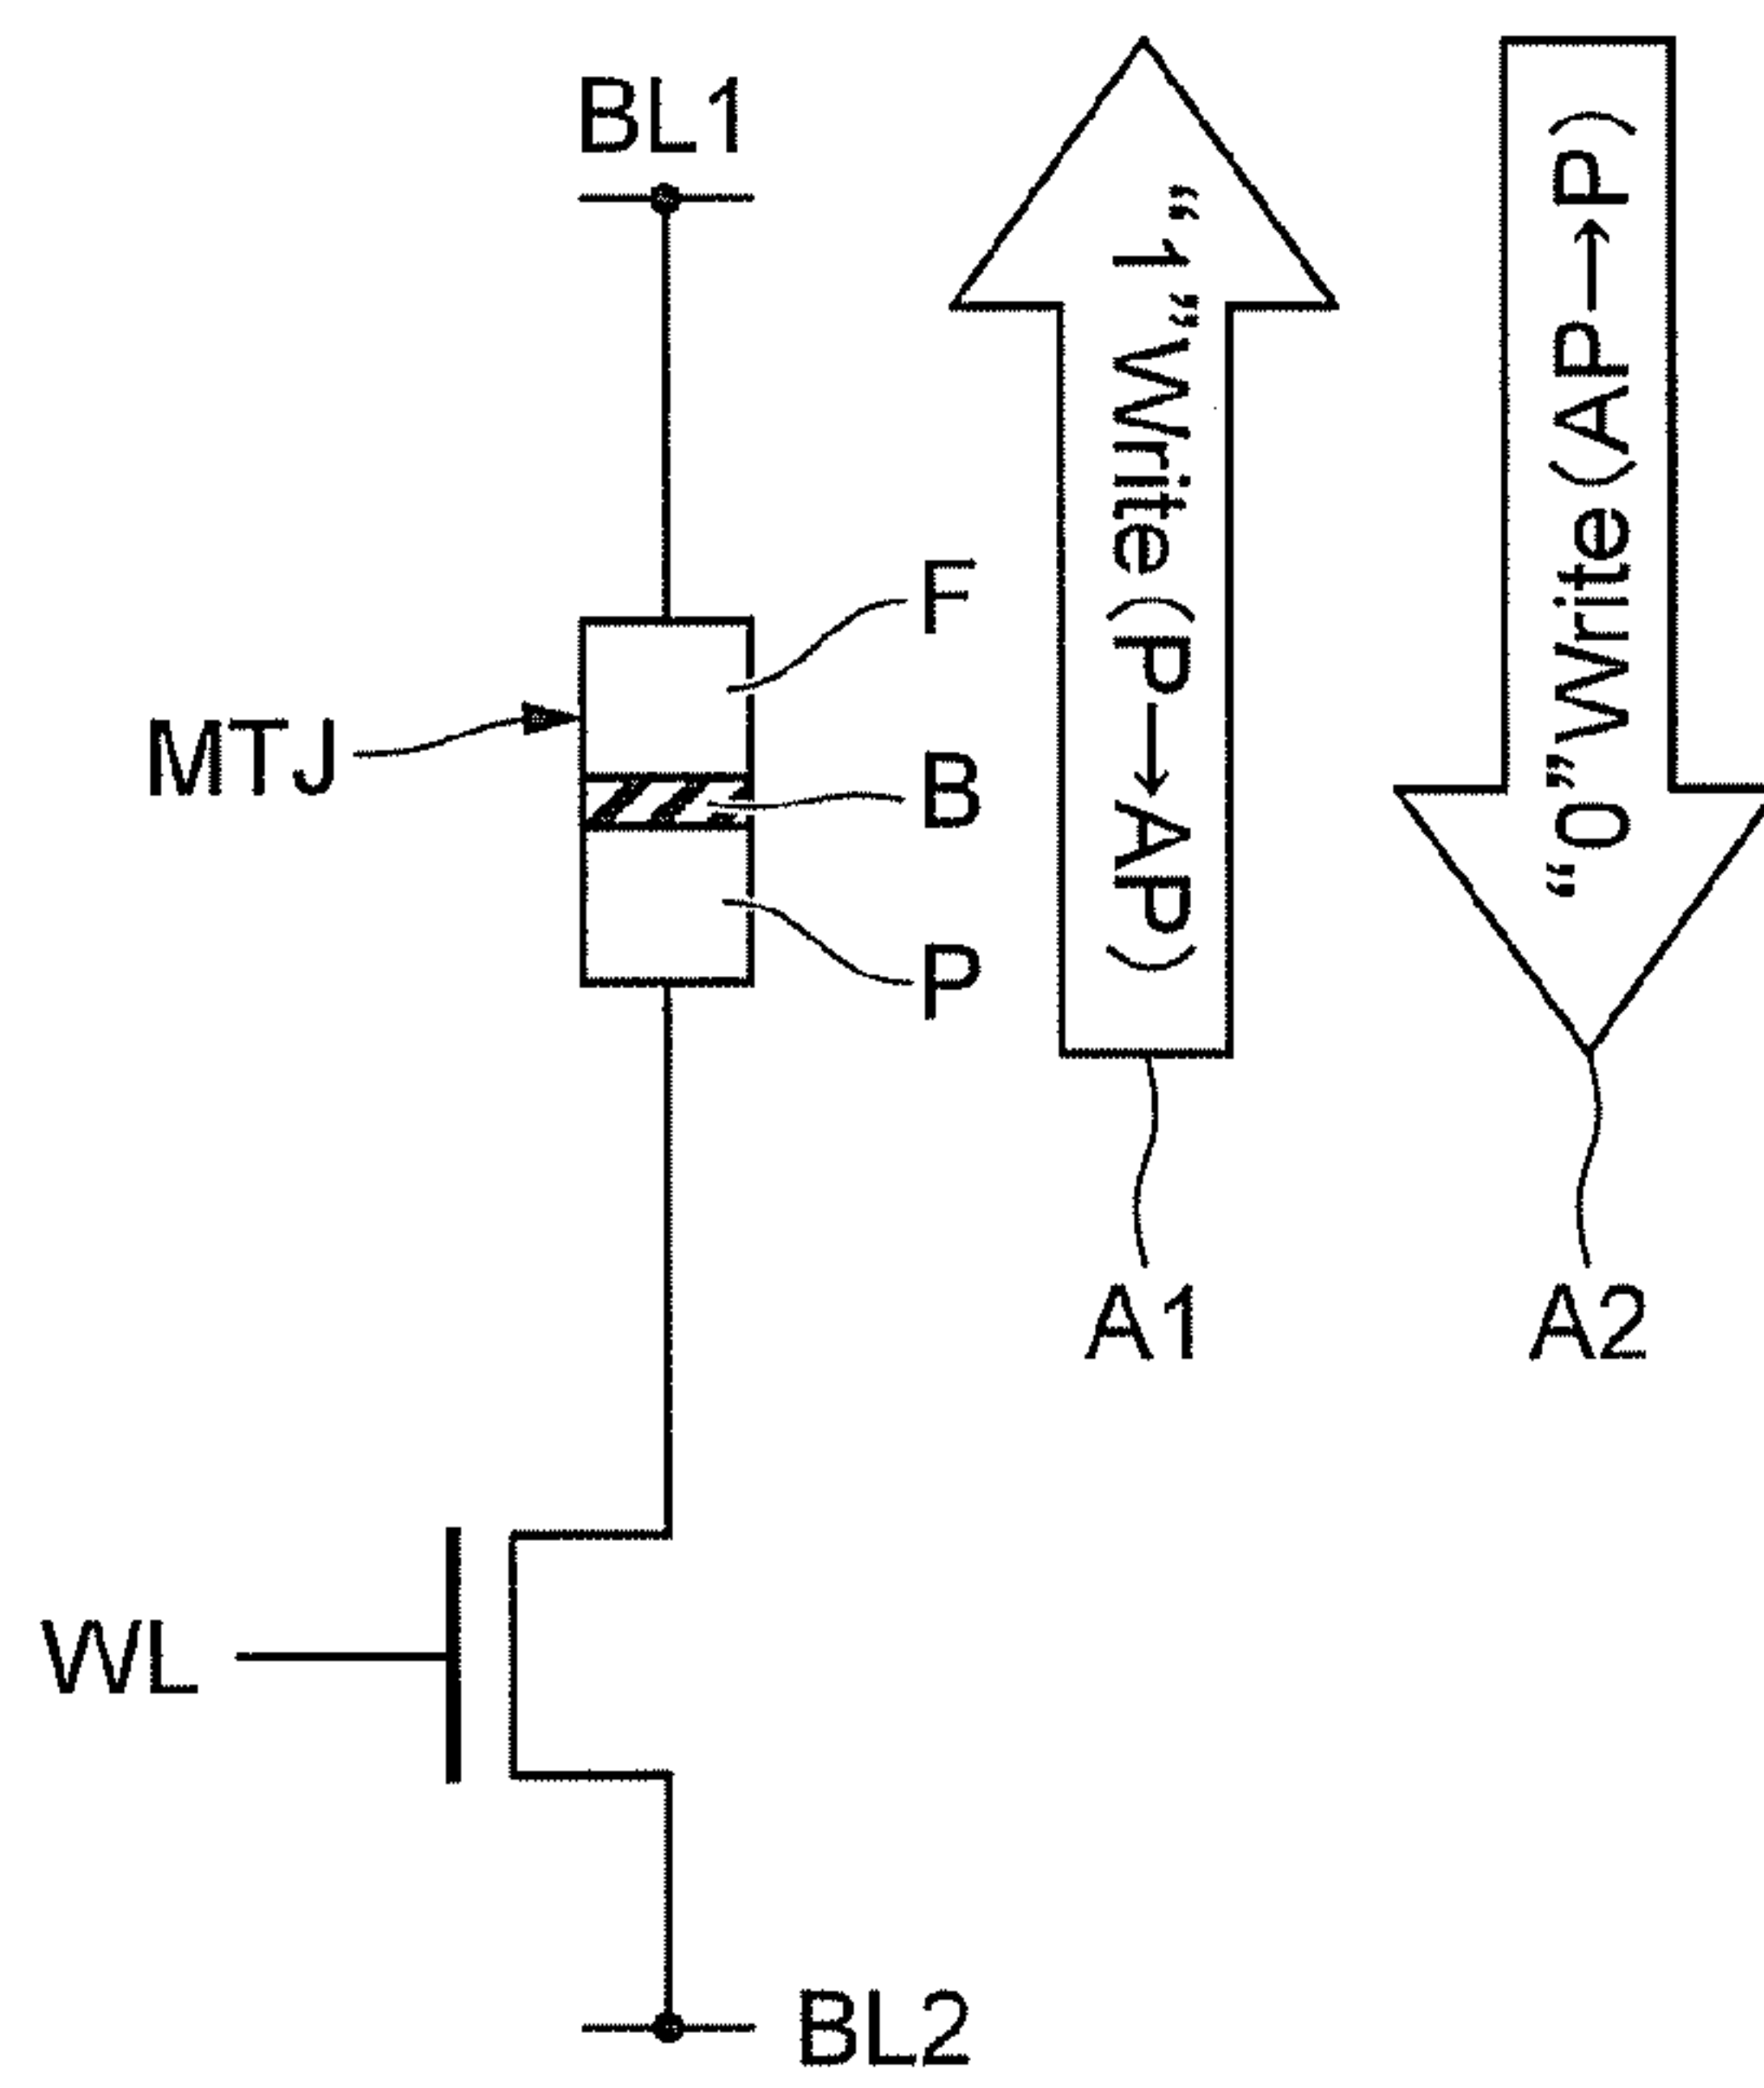 BL1
F
MTJ
B
P
“1”Write(P→AP)
“0”Write(AP→P)
A1
A2
WL
BL2